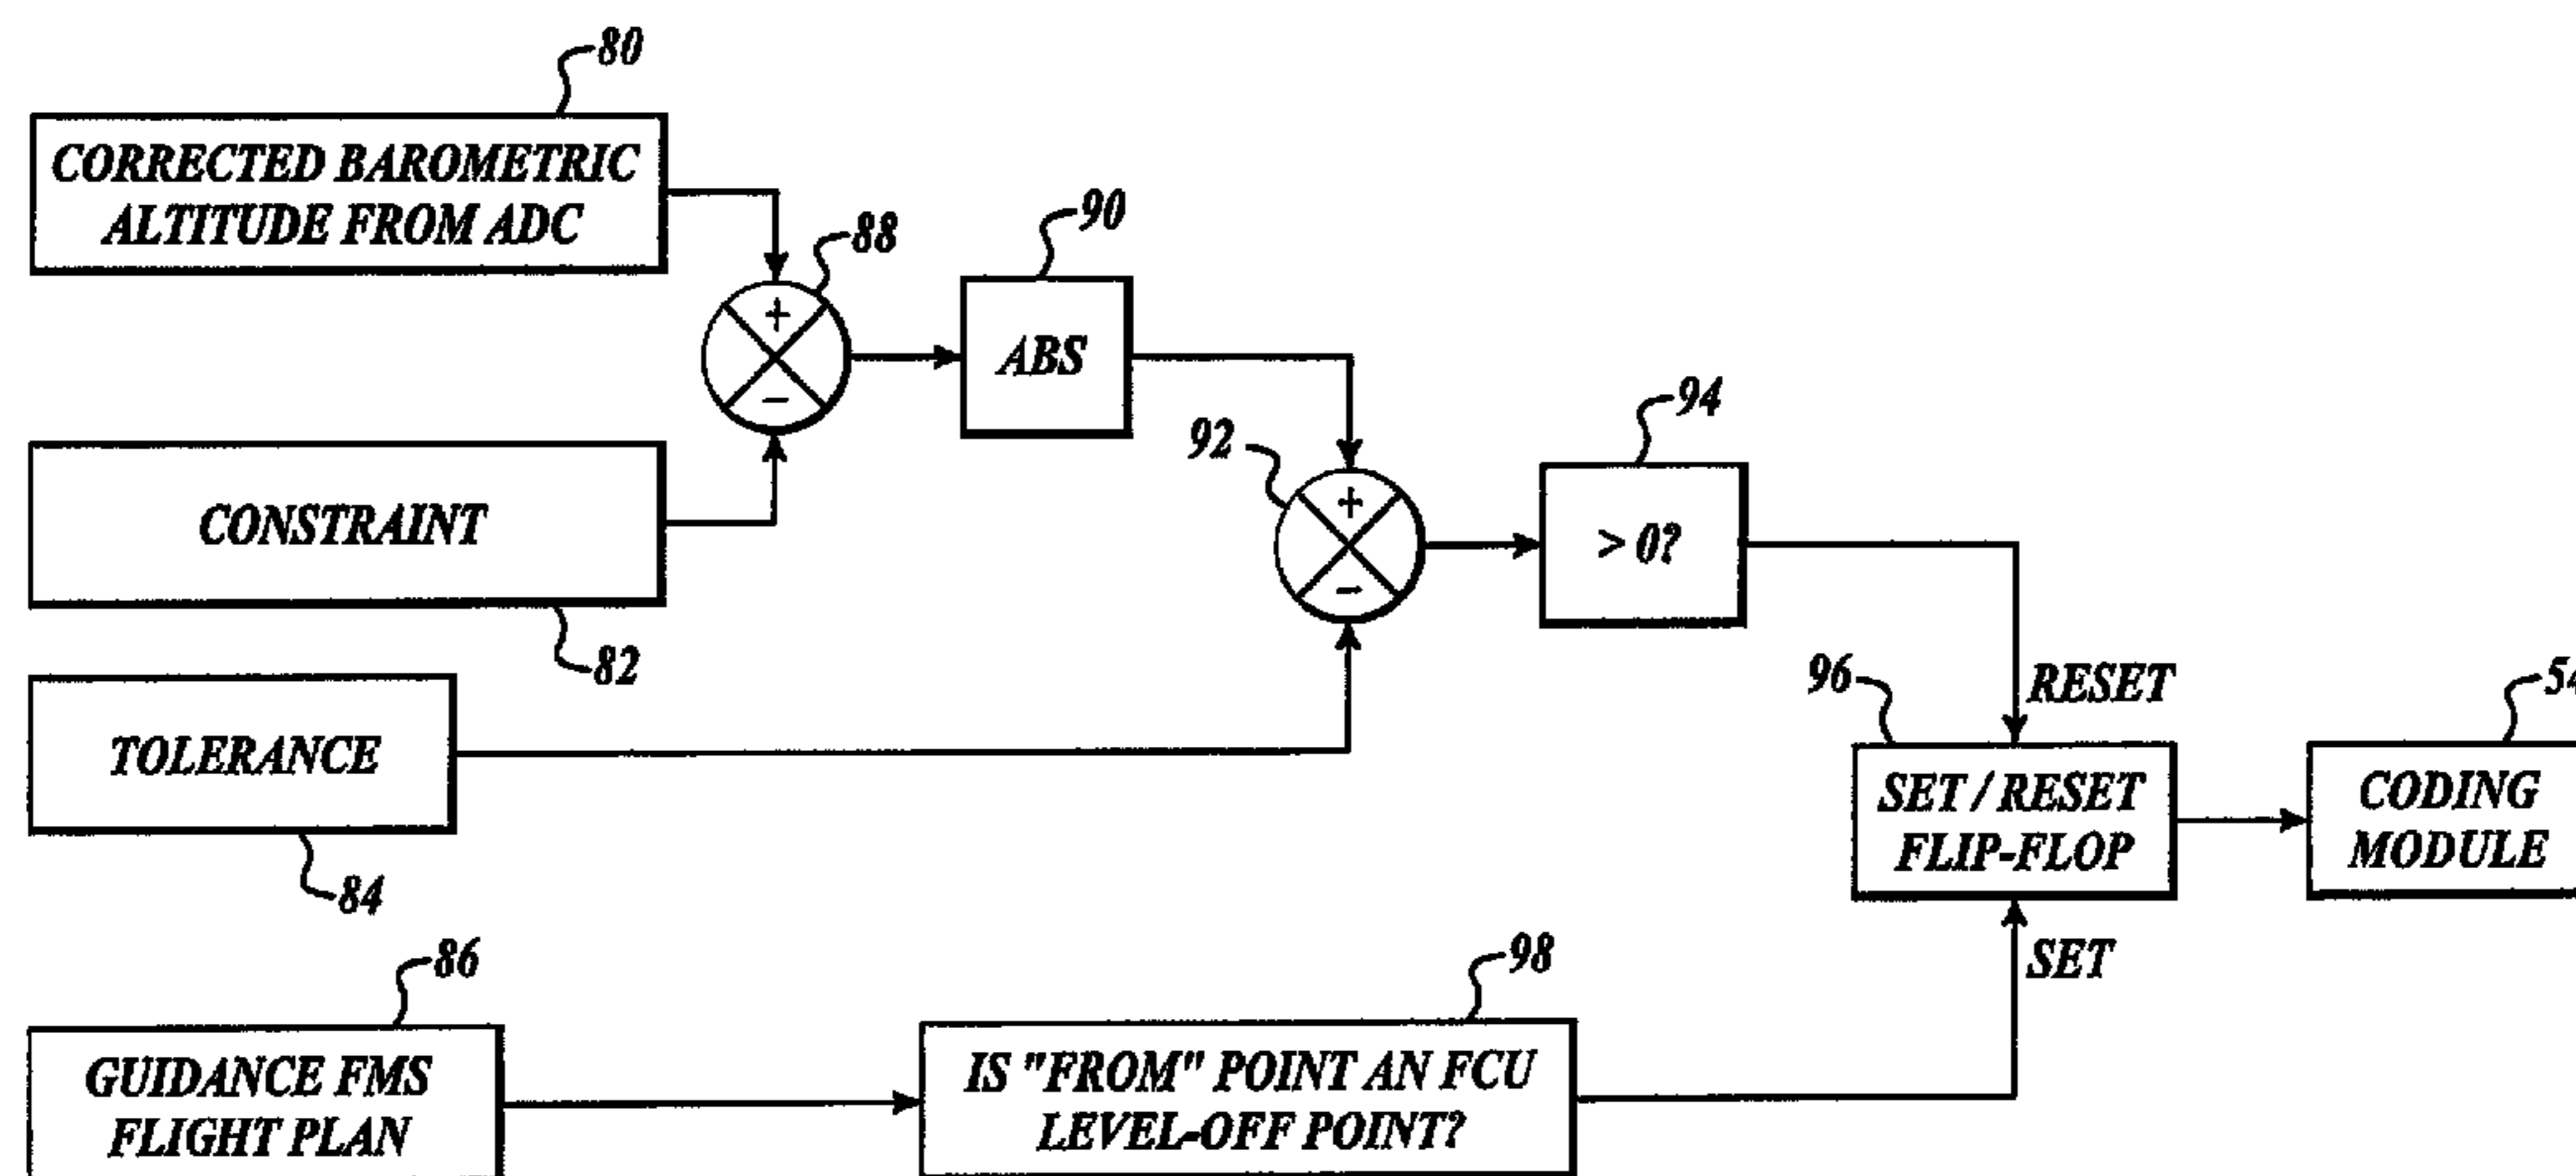 80
CORRECTED BAROMETRIC
ALTITUDE FROM ADC
88
+
−
90
ABS
CONSTRAINT
82
92
+
−
94
> 0?
TOLERANCE
84
96
RESET
SET / RESET
FLIP-FLOP
SET
54
CODING
MODULE
86
GUIDANCE FMS
FLIGHT PLAN
98
IS "FROM" POINT AN FCU
LEVEL-OFF POINT?